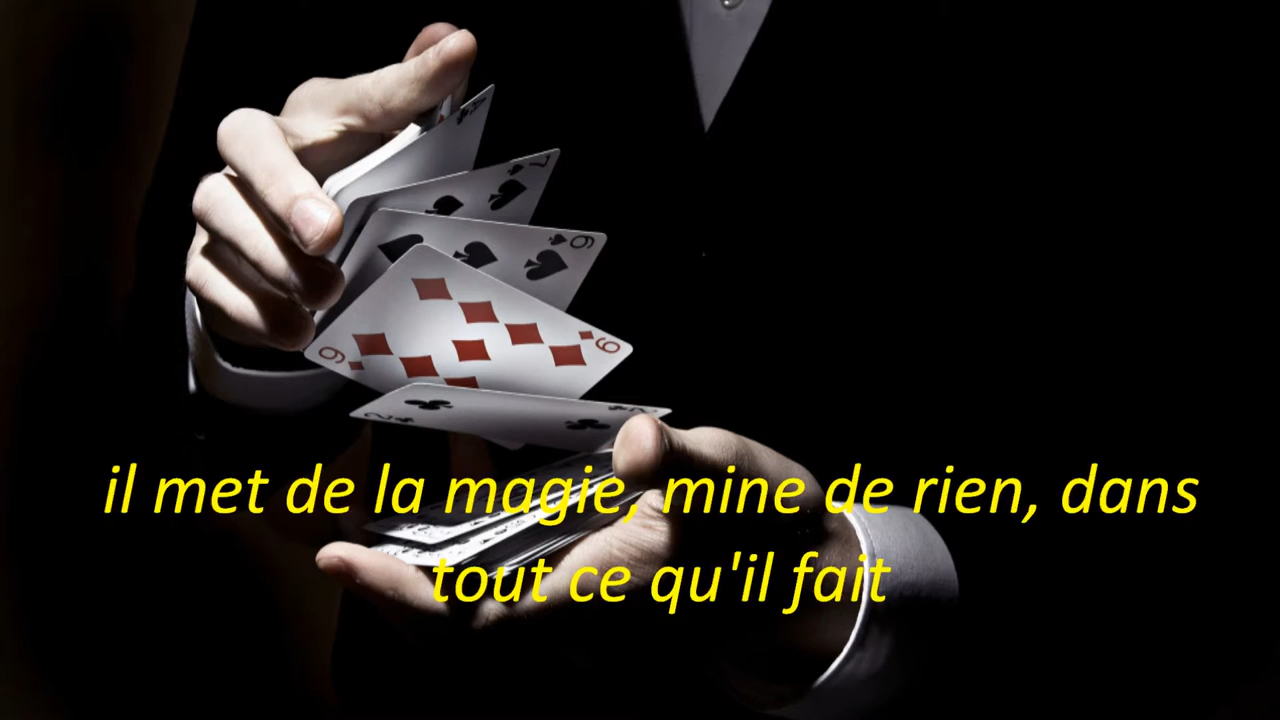 il met de la magie, mine de rien, dans
tout ce qu'il fait